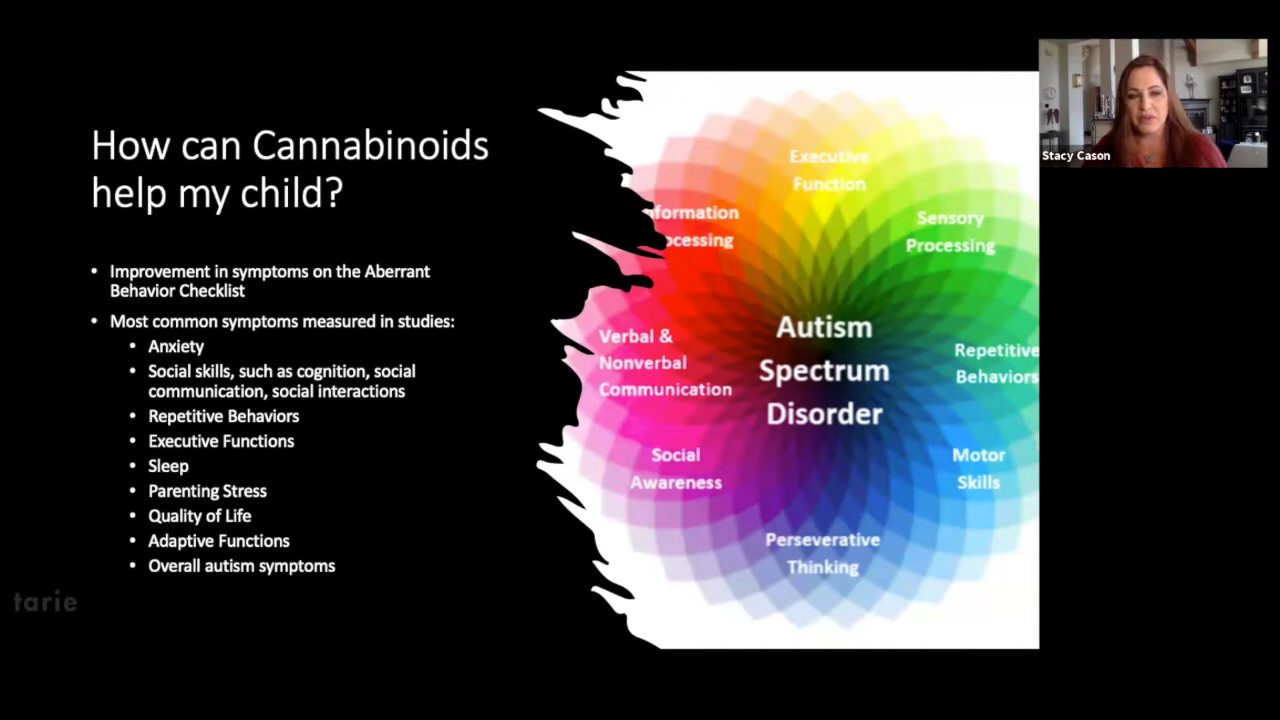 How can Cannabinoids
help my child?
• Improvement in symptoms on the Aberrant
Behavior Checklist
• Most common symptoms measured in studies:
• Anxiety
• Social skills, such as cognition, social
communication, social interactions
• Repetitive Behaviors
• Executive Functions
• Sleep
• Parenting Stress
• Quality of Life
• Adaptive Functions
• Overall autism symptoms
tarie
Executive
Function
Sensory
Processing
Repetitive
Behaviors
Motor
Skills
Perseverative
Thinking
Social
Awareness
Verbal &
Nonverbal
Communication
nformation
ocessing
Autism
Spectrum
Disorder
Stacy Cason